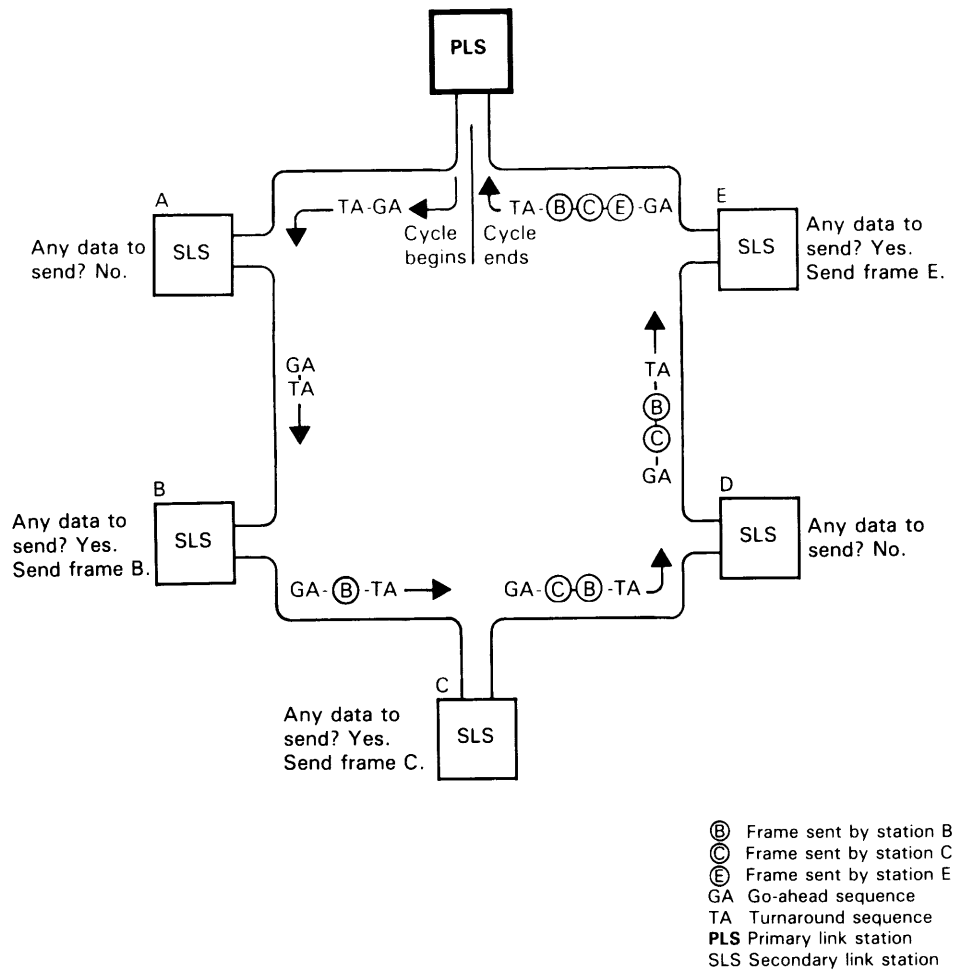 PLS
TA-GA
Cycle begins
TA-Ⓑ-Ⓒ-Ⓔ-GA
Cycle ends
A
SLS
Any data to
send? No.
E
SLS
Any data to
send? Yes.
Send frame E.
GA
TA
TA
Ⓑ
Ⓒ
GA
B
SLS
Any data to
send? Yes.
Send frame B.
D
SLS
Any data to
send? No.
GA-Ⓑ-TA
GA-Ⓒ-Ⓑ-TA
C
SLS
Any data to
send? Yes.
Send frame C.
Ⓑ Frame sent by station B
Ⓒ Frame sent by station C
Ⓔ Frame sent by station E
GA Go-ahead sequence
TA Turnaround sequence
PLS Primary link station
SLS Secondary link station